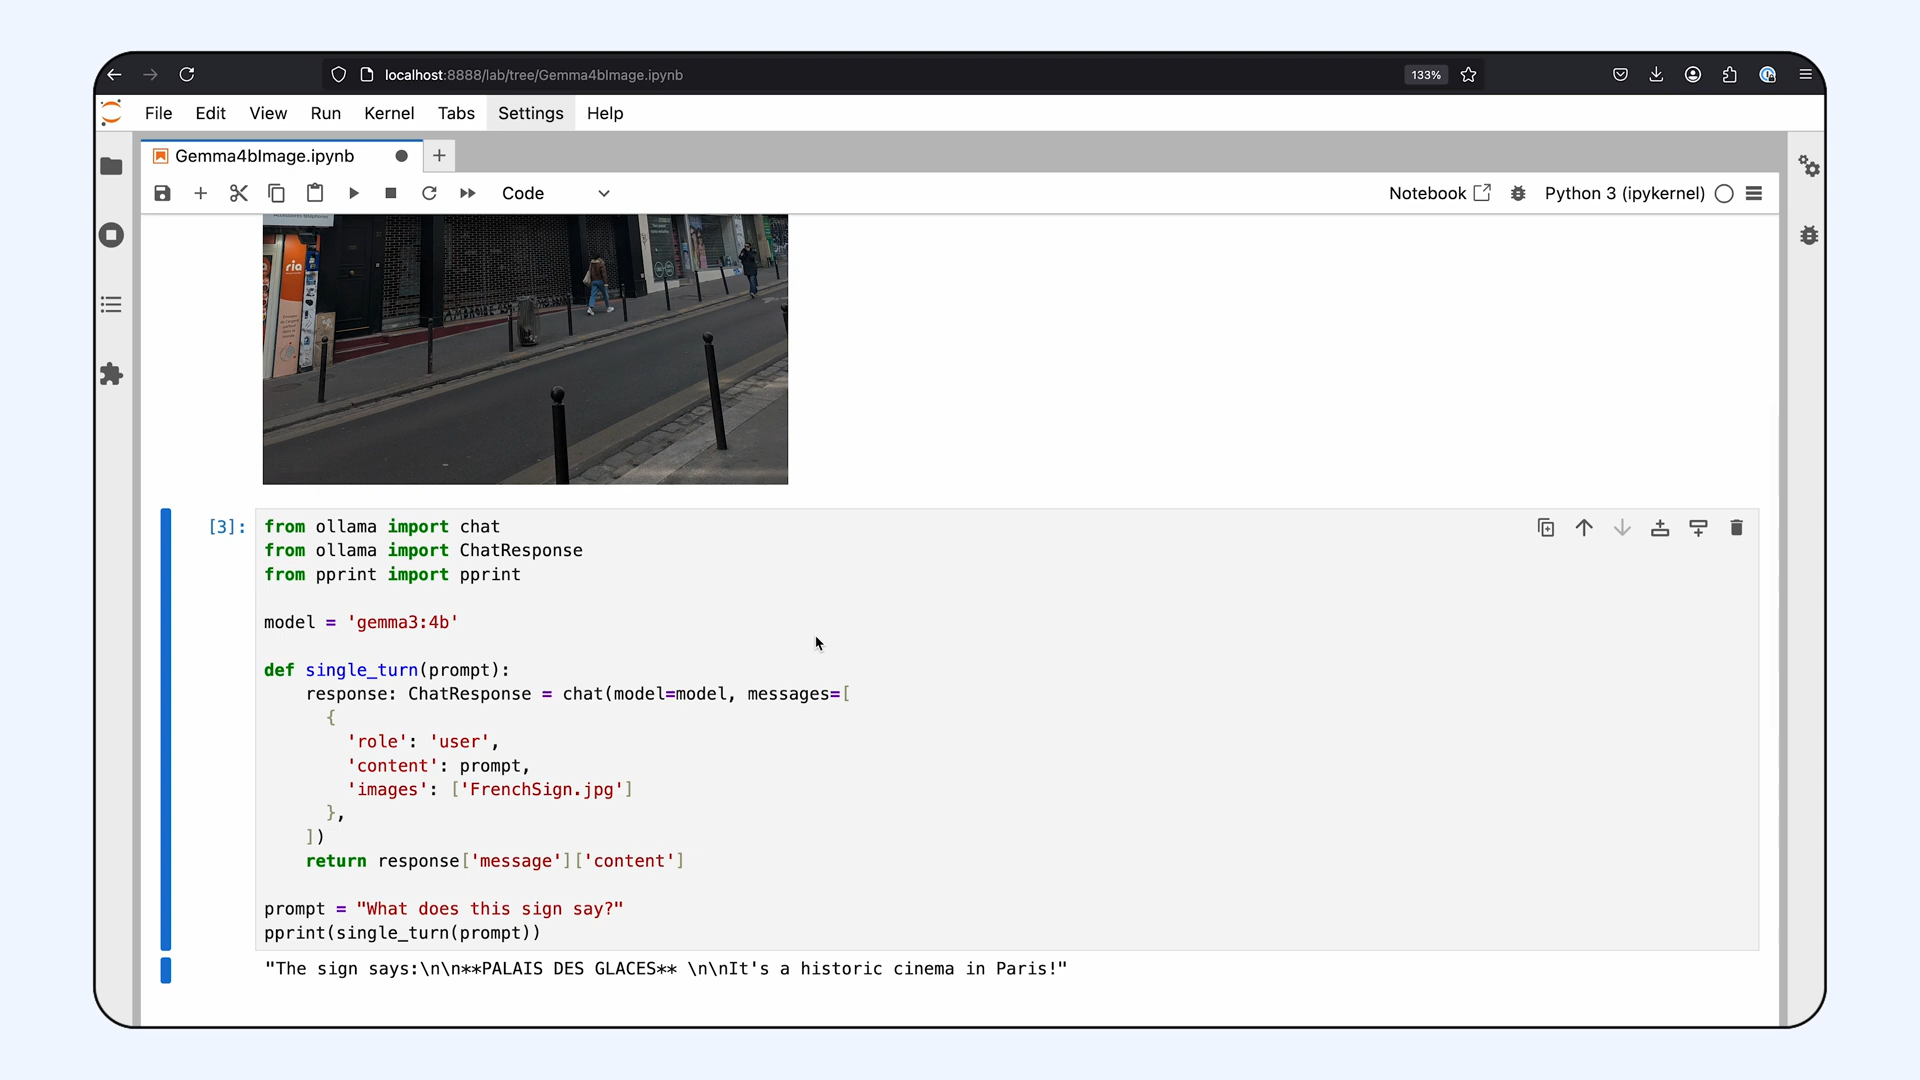 localhost:8888/lab/tree/Gemma4bImage.ipynb
133%
File Edit View Run Kernel Tabs Settings Help
Gemma4bImage.ipynb
Code
Notebook
Python 3 (ipykernel)
ria
[3]:
from ollama import chat
from ollama import ChatResponse
from pprint import pprint
model = 'gemma3:4b'
def single_turn(prompt):
response: ChatResponse = chat(model=model, messages=[
{
'role': 'user',
'content': prompt,
'images': ['FrenchSign.jpg']
},
])
return response['message']['content']
prompt = "What does this sign say?"
pprint(single_turn(prompt))
"The sign says:\n\n**PALAIS DES GLACES** \n\nIt's a historic cinema in Paris!"